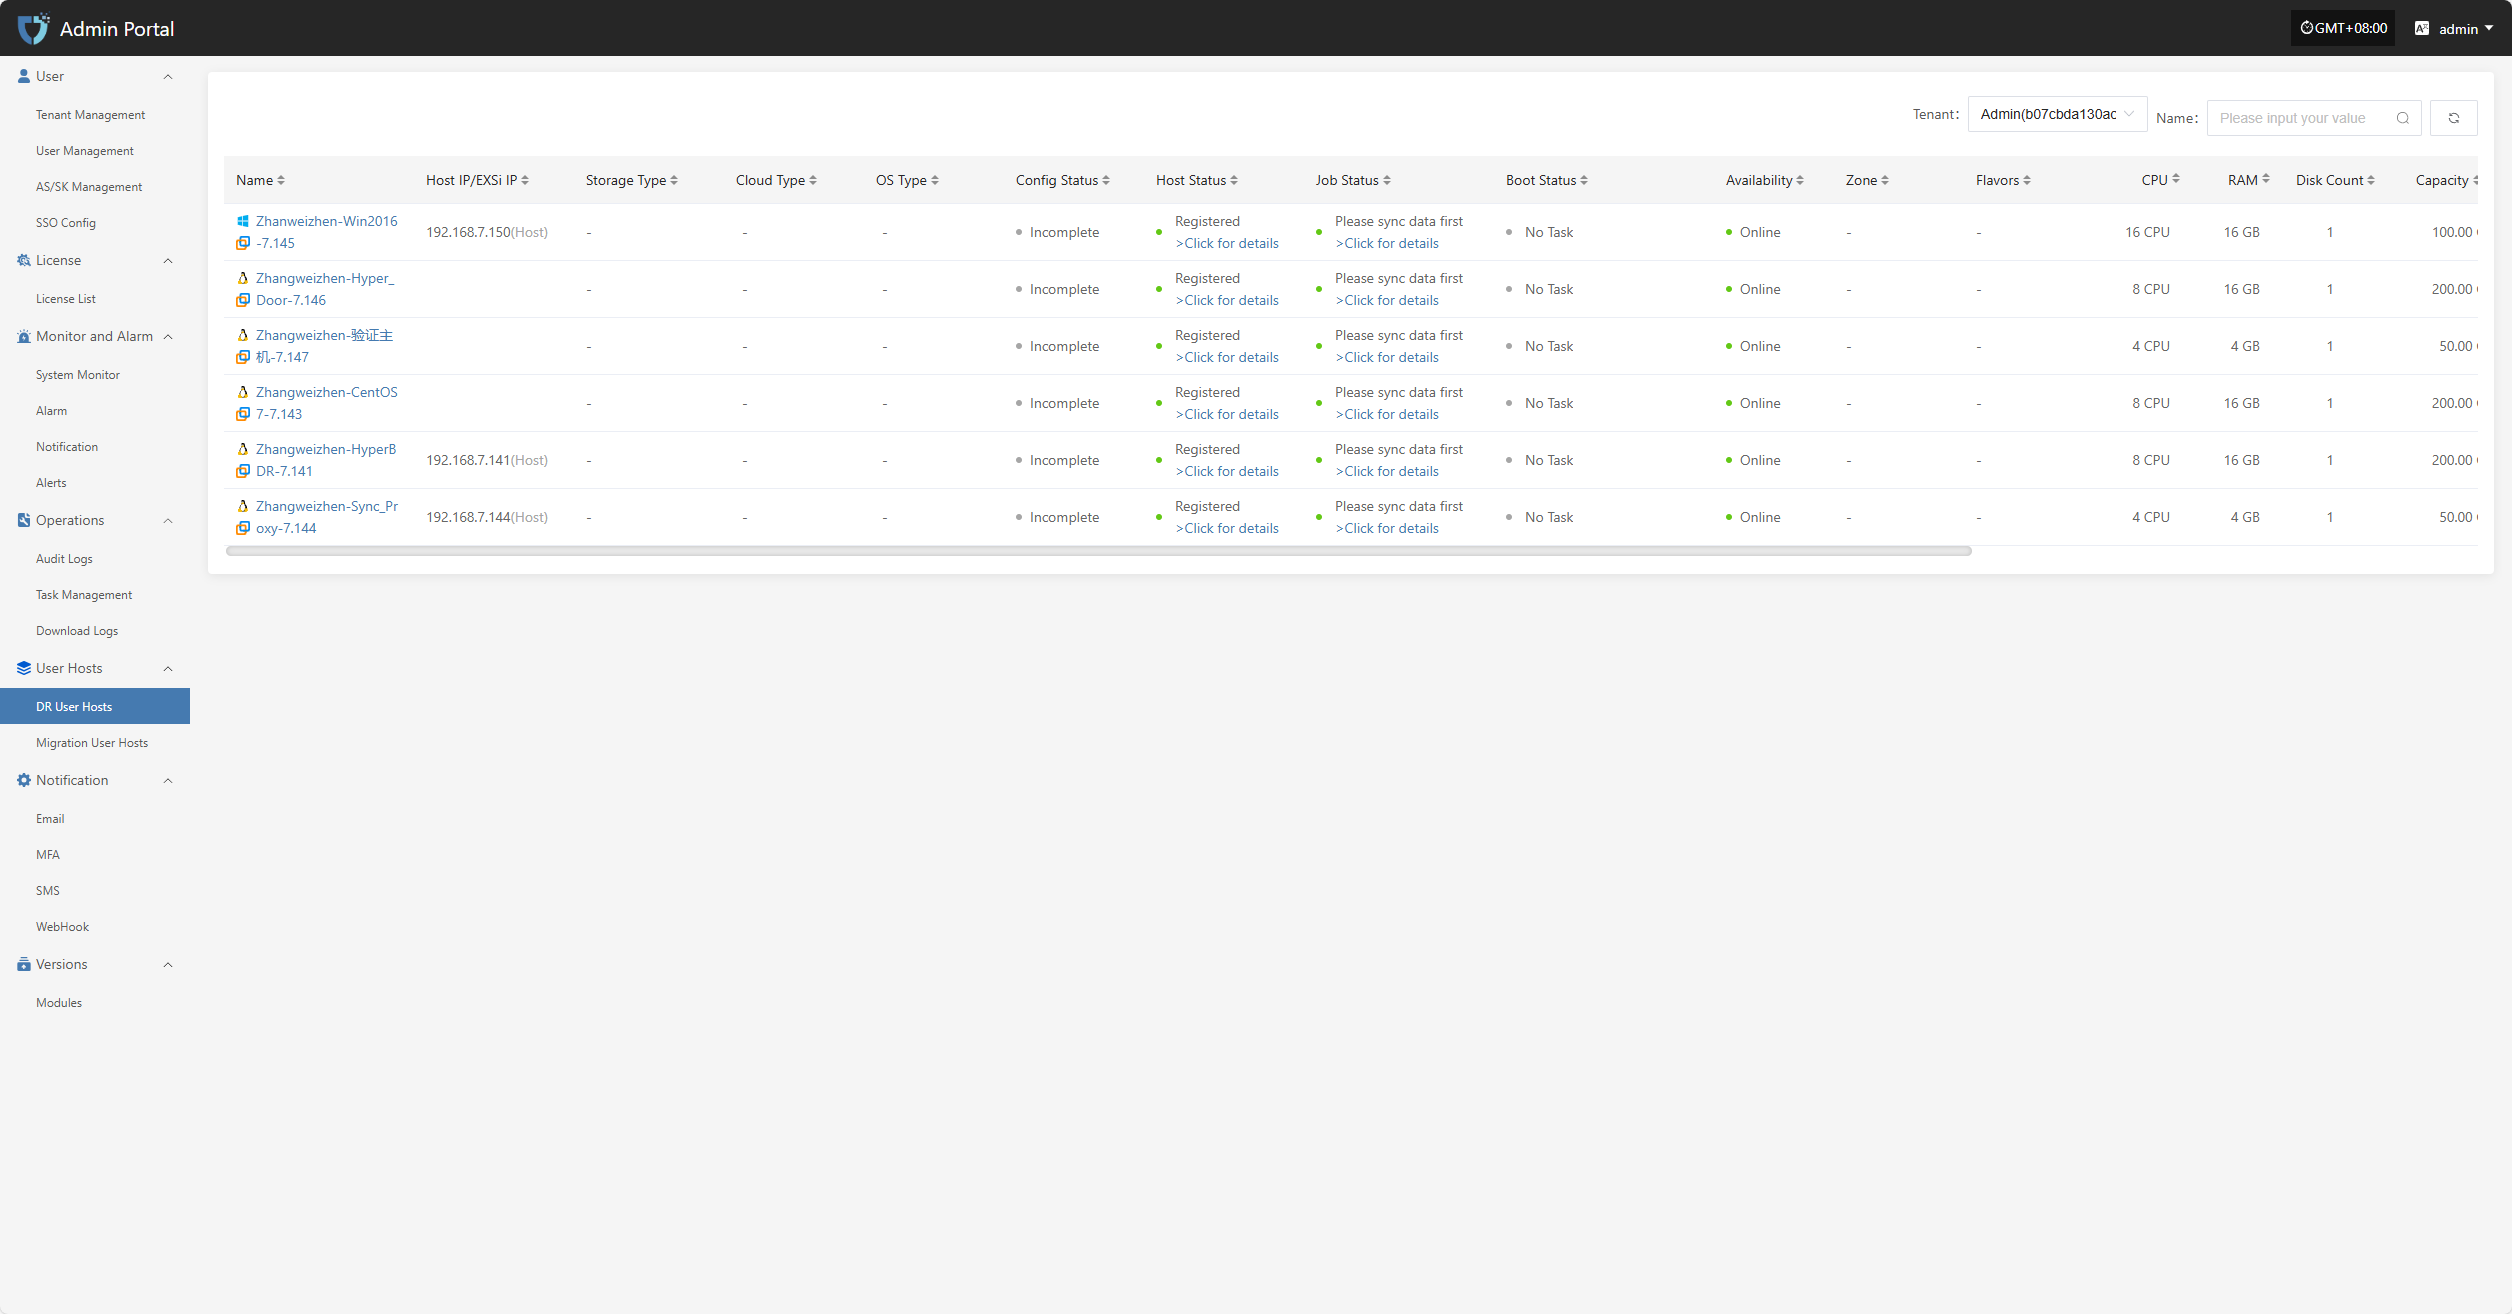 Admin Portal
GMT+08:00
admin
User
Tenant Management
User Management
AS/SK Management
SSO Config
License
License List
Monitor and Alarm
System Monitor
Alarm
Notification
Alerts
Operations
Audit Logs
Task Management
Download Logs
User Hosts
DR User Hosts
Migration User Hosts
Notification
Email
MFA
SMS
WebHook
Versions
Modules
Tenant: Admin(b07cbda130ac Name: Please input your value
Name Host IP/EXSi IP Storage Type Cloud Type OS Type Config Status Host Status Job Status Boot Status Availability Zone Flavors CPU RAM Disk Count Capacity
Zhanweizhen-Win2016
-7.145
192.168.7.150(Host) - - - Incomplete
Registered
>Click for details
Please sync data first
>Click for details
No Task Online - - 16 CPU 16 GB 1 100.00
Zhangweizhen-Hyper_
Door-7.146
- - - Incomplete
Registered
>Click for details
Please sync data first
>Click for details
No Task Online - - 8 CPU 16 GB 1 200.00
Zhangweizhen-验证主
机-7.147
- - - Incomplete
Registered
>Click for details
Please sync data first
>Click for details
No Task Online - - 4 CPU 4 GB 1 50.00
Zhangweizhen-CentOS
7-7.143
- - - Incomplete
Registered
>Click for details
Please sync data first
>Click for details
No Task Online - - 8 CPU 16 GB 1 200.00
Zhangweizhen-HyperB
DR-7.141
192.168.7.141(Host) - - - Incomplete
Registered
>Click for details
Please sync data first
>Click for details
No Task Online - - 8 CPU 16 GB 1 200.00
Zhangweizhen-Sync_Pr
oxy-7.144
192.168.7.144(Host) - - - Incomplete
Registered
>Click for details
Please sync data first
>Click for details
No Task Online - - 4 CPU 4 GB 1 50.00